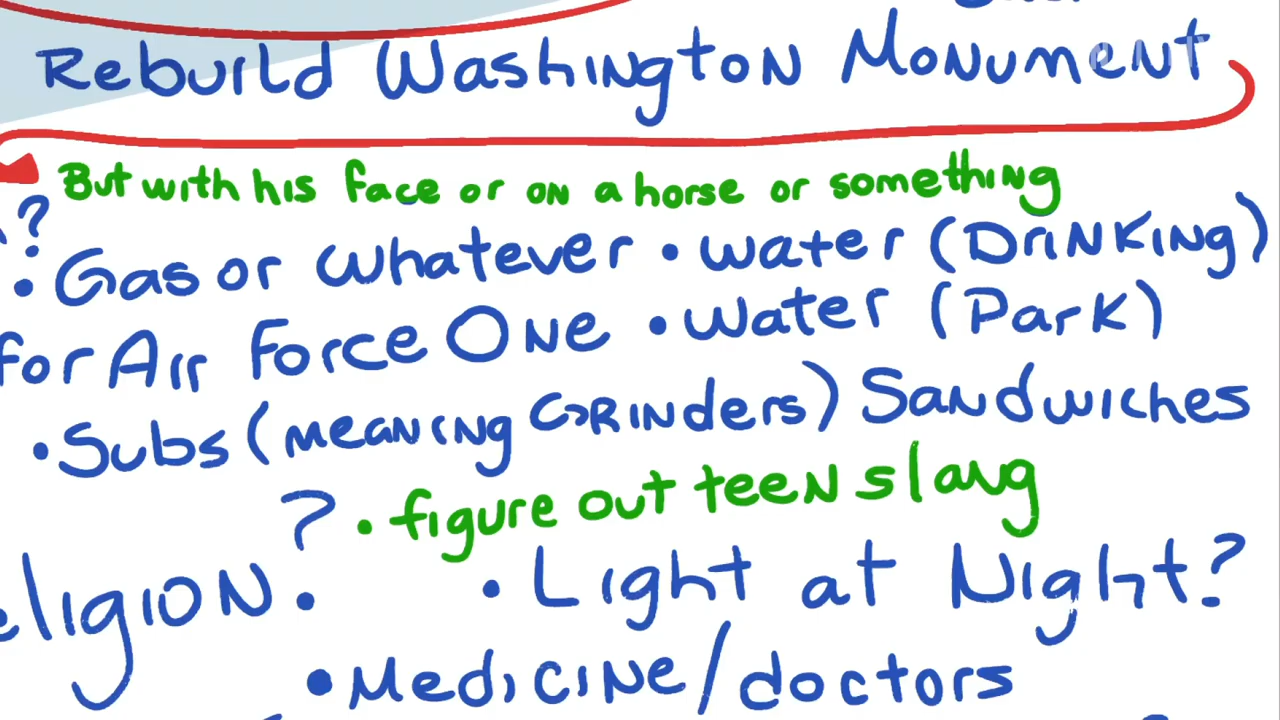 Rebuild Washington Monument
But with his face or on a horse or something
?
• Gas or whatever • Water (Drinking)
for Air Force One • Water (Park)
• Subs (meaning Grinders) Sandwiches
? • figure out teen slang
eligion. • Light at Night?
• Medicine/doctors